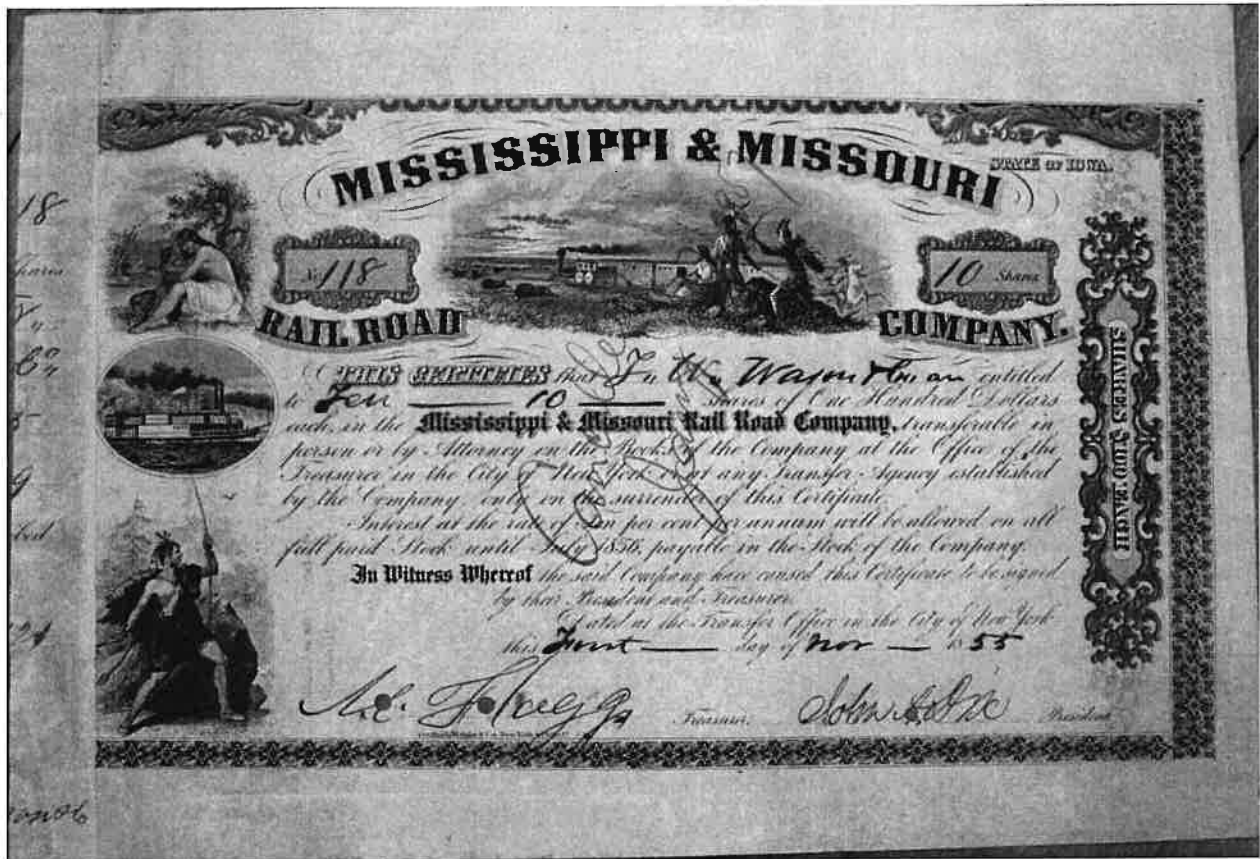 18
MISSISSIPPI & MISSOURI
STATE OF IOWA.
No. 118
10 Shares
RAIL ROAD COMPANY.
THIS CERTIFIES that W. entitled
to Ten 10 Shares of One Hundred Dollars
each, in the Mississippi & Missouri Rail Road Company, transferable in
person or by Attorney on the Books of the Company at the Office of the
Treasurer in the City of New York or at any Transfer Agency established
by the Company, only on the surrender of this Certificate.
Interest at the rate of Ten per cent per annum will be allowed on all
full paid Stock until July 1856, payable in the Stock of the Company.
In Witness Whereof the said Company have caused this Certificate to be signed
by their President and Treasurer.
Dated at the Transfer Office in the City of New York
this First day of Nov 1855
Treasurer.
John A. Dix
President
SHARES $100 EACH
Cancelled